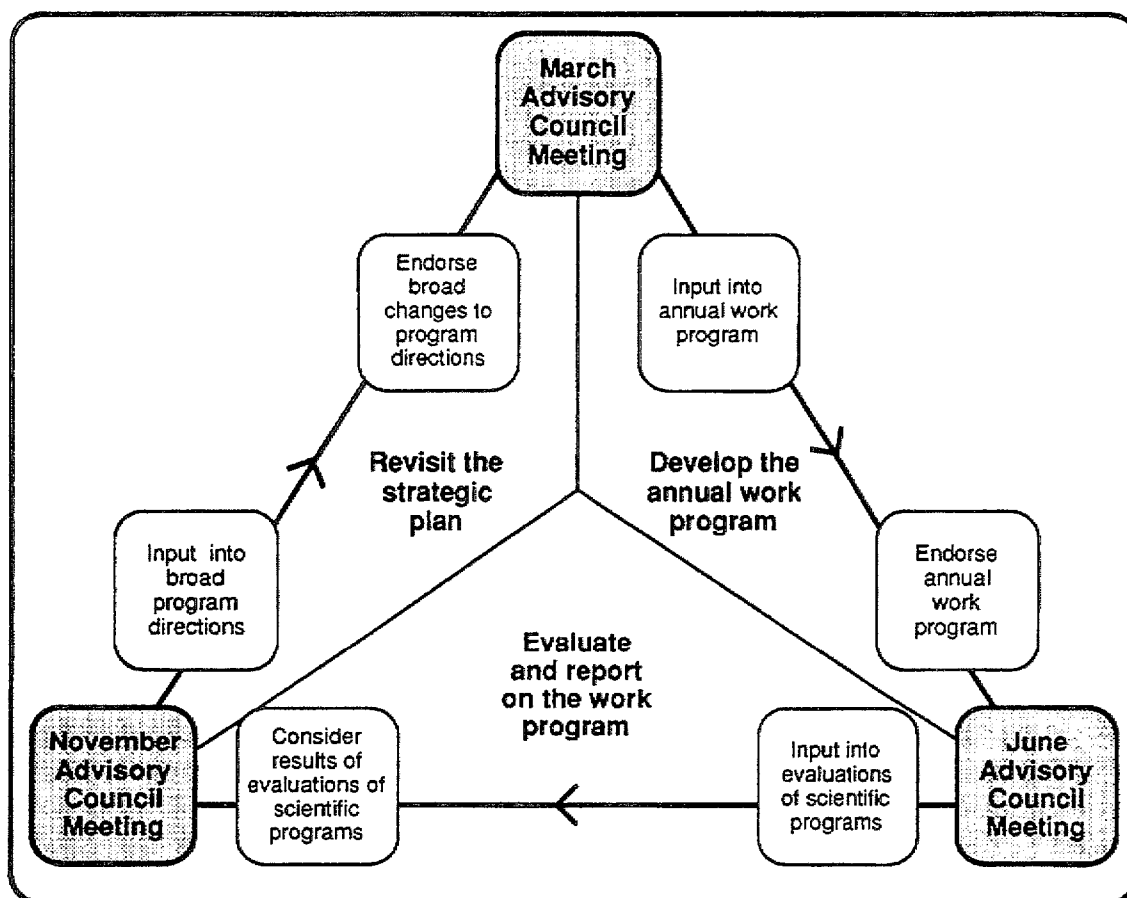 March
Advisory
Council
Meeting
Endorse
broad
changes to
program
directions
Input into
annual work
program
Revisit the
strategic
plan
Develop the
annual work
program
Input into
broad
program
directions
Endorse
annual
work
program
Evaluate
and report
on the work
program
November
Advisory
Council
Meeting
Consider
results of
evaluations of
scientific
programs
Input into
evaluations
of scientific
programs
June
Advisory
Council
Meeting